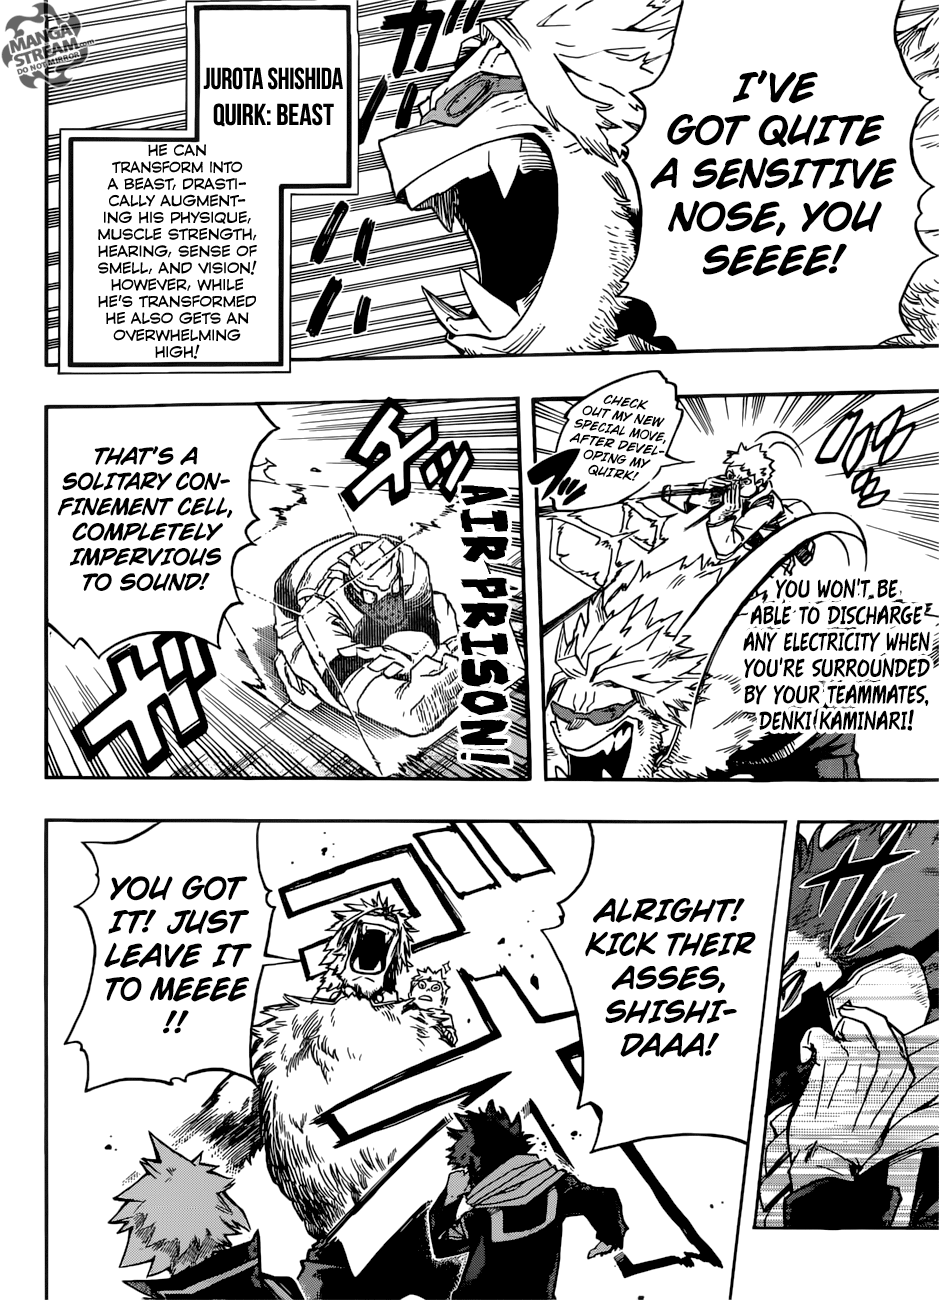 MANGA
STREAM.com
DO NOT MIRROR!
JUROTA SHISHIDA
QUIRK: BEAST
HE CAN
TRANSFORM INTO
A BEAST, DRASTI-
CALLY AUGMENT-
ING HIS PHYSIQUE,
MUSCLE STRENGTH,
HEARING, SENSE OF
SMELL, AND VISION!
HOWEVER, WHILE
HE'S TRANSFORMED
HE ALSO GETS AN
OVERWHELMING
HIGH!
ガ
I'VE
GOT QUITE
A SENSITIVE
NOSE, YOU
SEEEE!
CHECK
OUT MY NEW
SPECIAL MOVE,
AFTER DEVEL-
OPING MY
QUIRK!
YOU WON'T BE
ABLE TO DISCHARGE
ANY ELECTRICITY WHEN
YOU'RE SURROUNDED
BY YOUR TEAMMATES,
DENKI KAMINARI!
AIR PRISON!
THAT'S A
SOLITARY CON-
FINEMENT CELL,
COMPLETELY
IMPERVIOUS
TO SOUND!
ガガ
ALRIGHT!
KICK THEIR
ASSES,
SHISHI-
DAAA!
YOU GOT
IT! JUST
LEAVE IT
TO MEEEE
!!